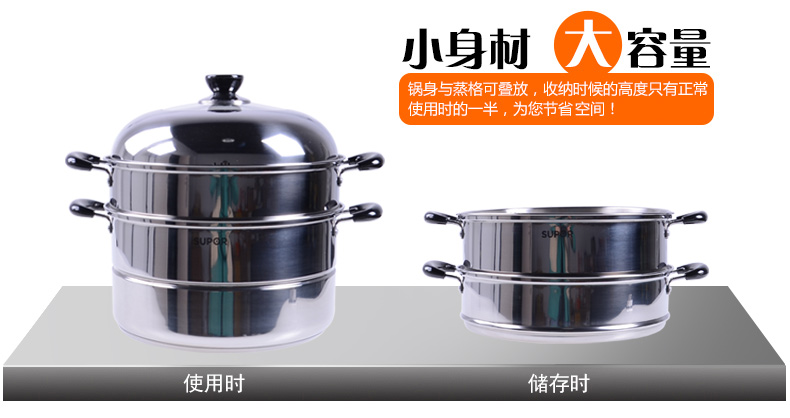 小身材 大容量
锅身与蒸格可叠放，收纳时候的高度只有正常
使用时的一半，为您节省空间！
SUPOR
SUPOR
使用时
储存时